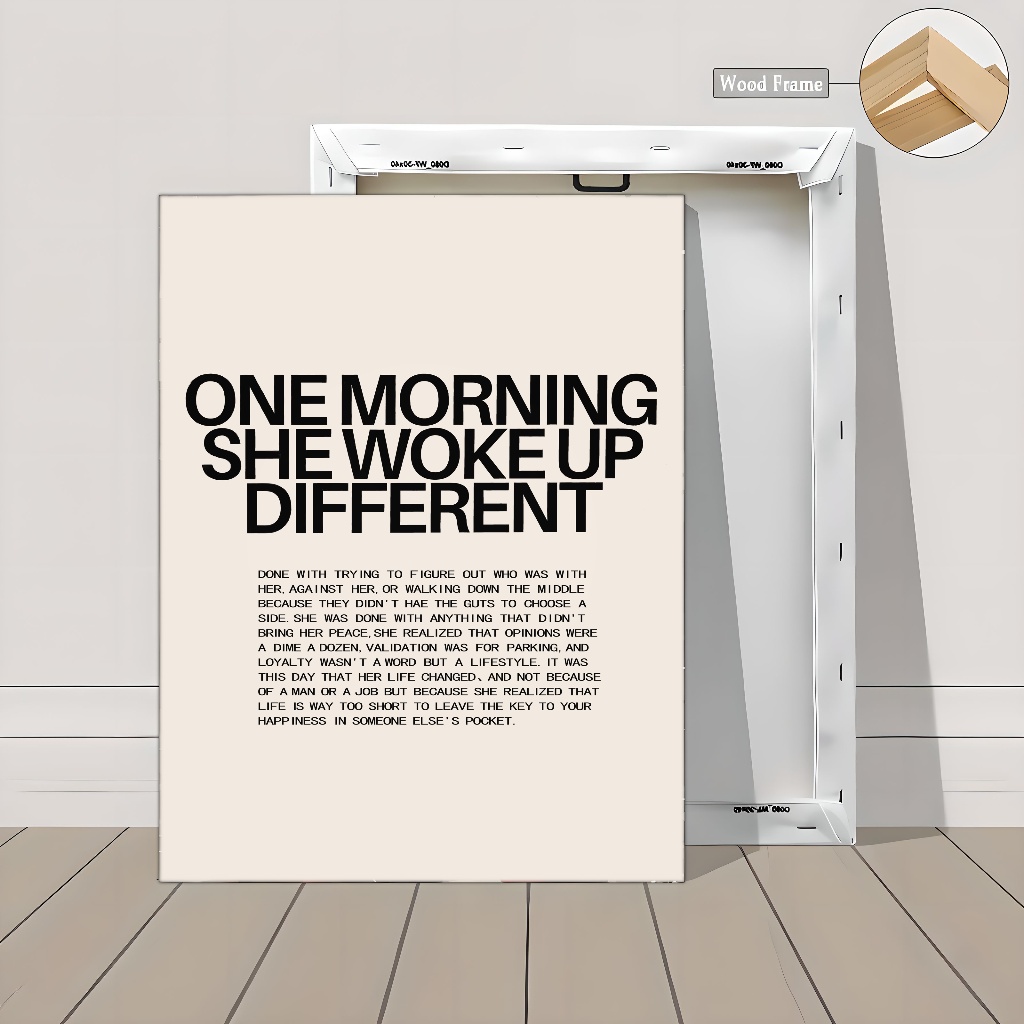 Wood Frame
ONE MORNING
SHE WOKE UP
DIFFERENT
DONE WITH TRYING TO FIGURE OUT WHO WAS WITH
HER, AGAINST HER, OR WALKING DOWN THE MIDDLE
BECAUSE THEY DIDN'T HAE THE GUTS TO CHOOSE A
SIDE. SHE WAS DONE WITH ANYTHING THAT DIDN'T
BRING HER PEACE, SHE REALIZED THAT OPINIONS WERE
A DIME A DOZEN, VALIDATION WAS FOR PARKING, AND
LOYALTY WASN'T A WORD BUT A LIFESTYLE. IT WAS
THIS DAY THAT HER LIFE CHANGED、AND NOT BECAUSE
OF A MAN OR A JOB BUT BECAUSE SHE REALIZED THAT
LIFE IS WAY TOO SHORT TO LEAVE THE KEY TO YOUR
HAPPINESS IN SOMEONE ELSE'S POCKET.